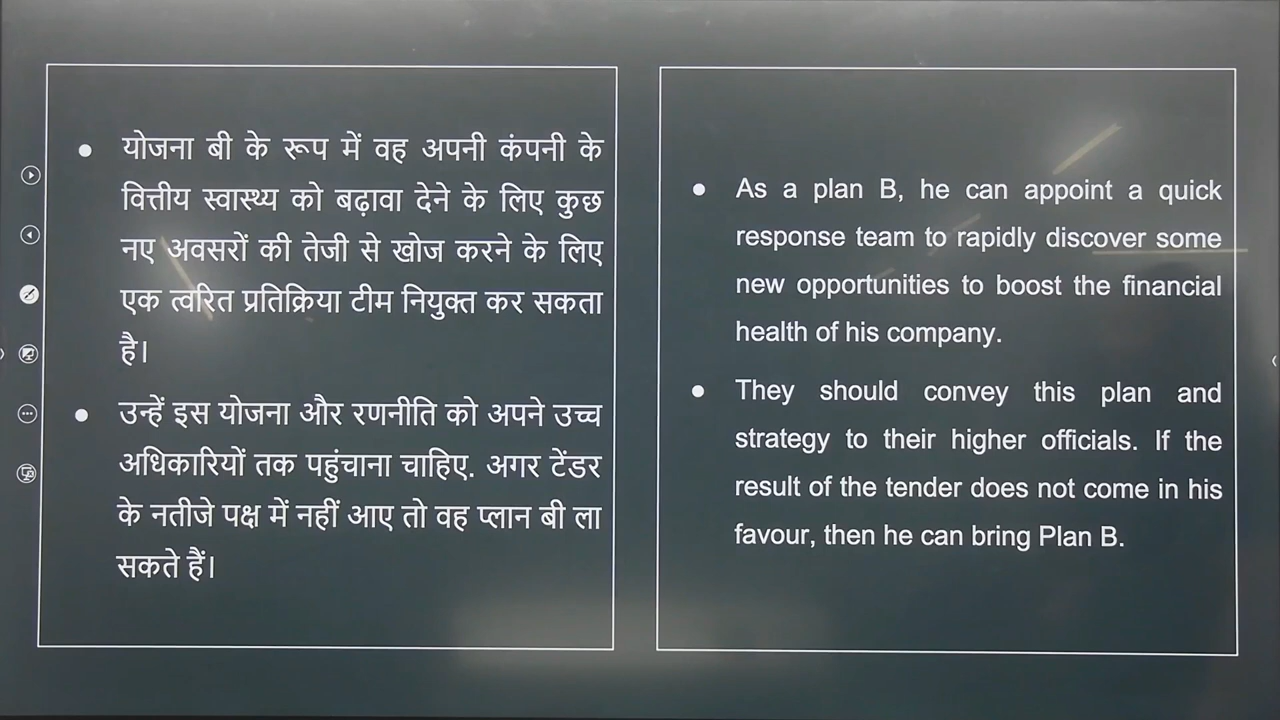 योजना बी के रूप में वह अपनी कंपनी के
वित्तीय स्वास्थ्य को बढ़ावा देने के लिए कुछ
नए अवसरों की तेजी से खोज करने के लिए
एक त्वरित प्रतिक्रिया टीम नियुक्त कर सकता
है।
उन्हें इस योजना और रणनीति को अपने उच्च
अधिकारियों तक पहुंचाना चाहिए. अगर टेंडर
के नतीजे पक्ष में नहीं आए तो वह प्लान बी ला
सकते हैं।
As a plan B, he can appoint a quick
response team to rapidly discover some
new opportunities to boost the financial
health of his company.
They should convey this plan and
strategy to their higher officials. If the
result of the tender does not come in his
favour, then he can bring Plan B.